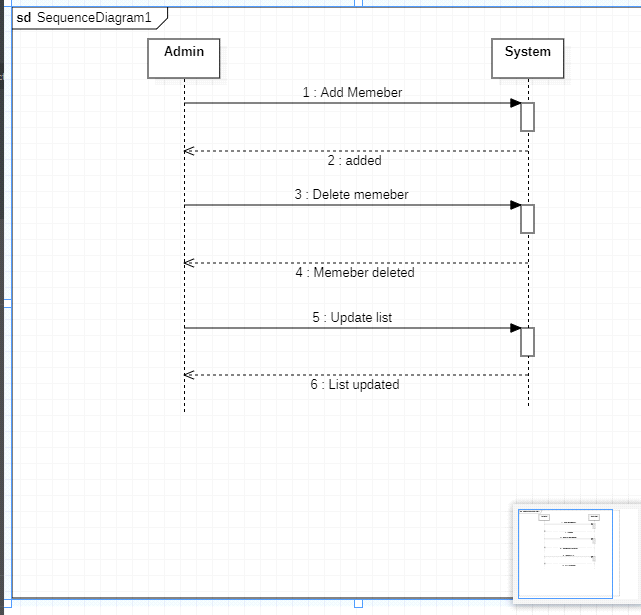 sd SequenceDiagram1
Admin
System
1 : Add Memeber
2 : added
3 : Delete memeber
4 : Memeber deleted
5 : Update list
6 : List updated